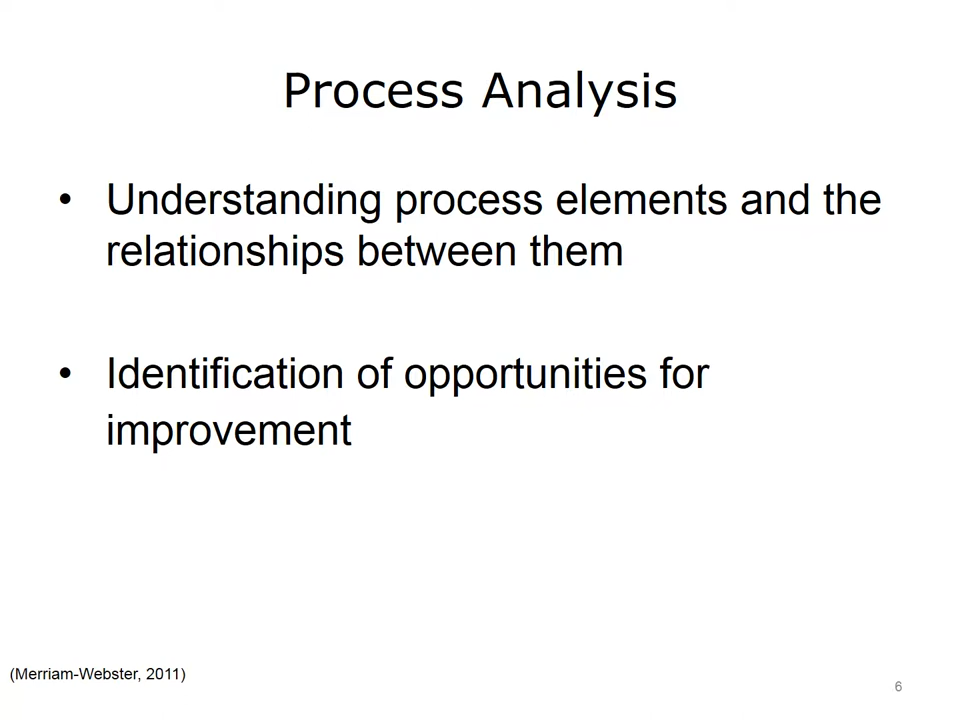 Process Analysis
• Understanding process elements and the
relationships between them
• Identification of opportunities for
improvement
(Merriam-Webster, 2011)
6